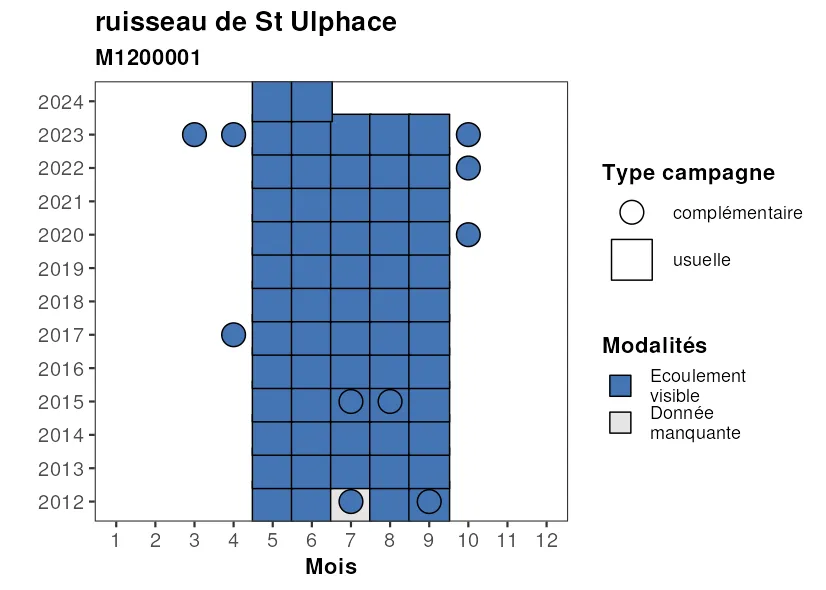 ruisseau de St Ulphace
M1200001
2024
2023
2022
2021
2020
2019
2018
2017
2016
2015
2014
2013
2012
1 2 3 4 5 6 7 8 9 10 11 12
Mois
Type campagne
complémentaire
usuelle
Modalités
Ecoulement
visible
Donnée
manquante